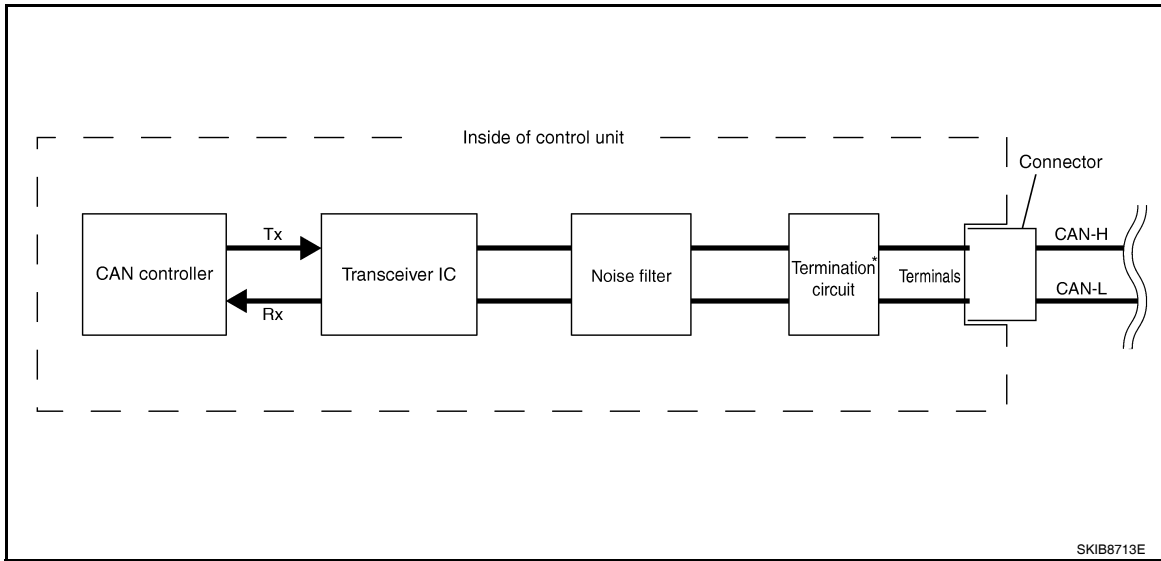 Inside of control unit
Connector
Tx
CAN-H
CAN controller
Transceiver IC
Noise filter
Termination*
circuit
Terminals
CAN-L
Rx
SKIB8713E